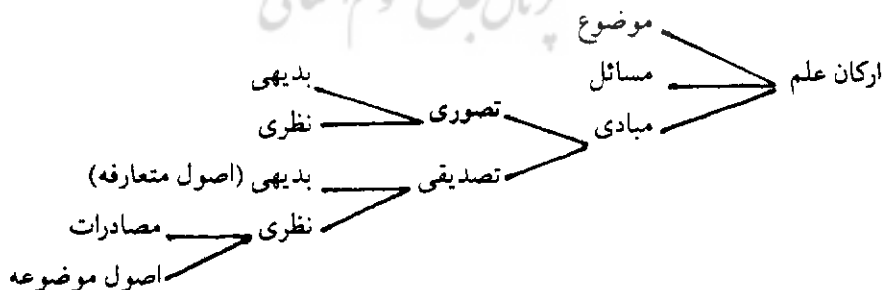 موضوع
ارکان علم
مسائل
مبادی
تصوری
بدیهی
نظری
تصدیقی
بدیهی (اصول متعارفه)
نظری
مصادرات
اصول موضوعه